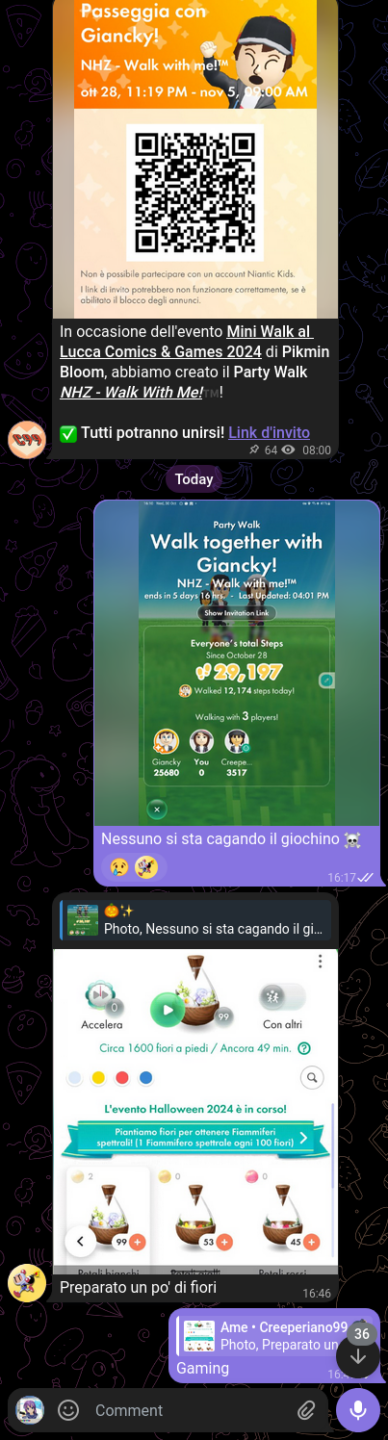 Passeggia con
Giancky!
NHZ - Walk with me!™
ott 28, 11:19 PM - nov 5, 09:00 AM
Non è possibile partecipare con un account Niantic Kids.
I link di invito potrebbero non funzionare correttamente, se è
abilitato il blocco degli annunci.
In occasione dell'evento Mini Walk al
Lucca Comics & Games 2024 di Pikmin
Bloom, abbiamo creato il Party Walk
NHZ - Walk With Me!™!
✅ Tutti potranno unirsi! Link d'invito
64 08:00
Today
Party Walk
Walk together with
Giancky!
NHZ - Walk with me!™
ends in 5 days 16 hrs. - Last Updated: 04:01 PM
Show Invitation Link
Everyone's total Steps
Since October 28
29,197
Walked 12,174 steps today!
Walking with 3 players!
Giancky You Creepe...
25680 0 3517
Nessuno si sta cagando il giochino ☠️
16:17
🎃✨
Photo, Nessuno si sta cagando il gi...
0 99
Accelera Con altri
Circa 1600 fiori a piedi / Ancora 49 min.
L'evento Halloween 2024 è in corso!
Piantiamo fiori per ottenere Fiammiferi
spettrali! (1 Fiammifero spettrale ogni 100 fiori)
2 0 0
99 53 45
Petali bianchi Petali rossi
Preparato un po' di fiori
16:46
Ame • Creeperiano99
Photo, Preparato un
36
Gaming
Comment